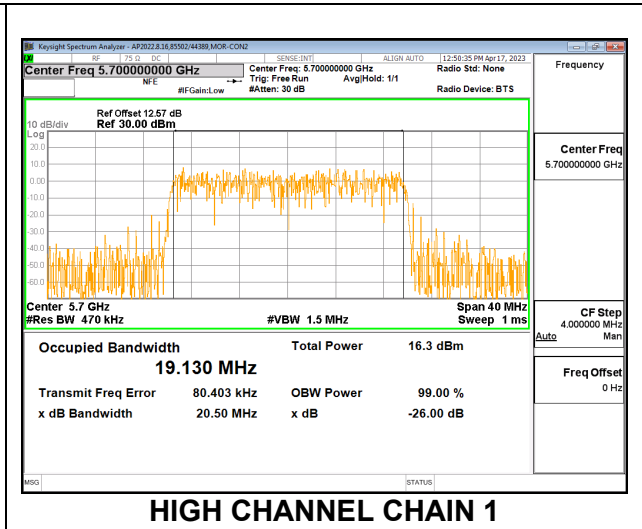 Keysight Spectrum Analyzer - AP2022.8.16,85502/44389,MOR-CON2
RF 75 Ω DC SENSE:INT ALIGN AUTO 12:50:35 PM Apr 17, 2023
Center Freq 5.700000000 GHz
NFE
#IFGain:Low
Center Freq: 5.700000000 GHz
Trig: Free Run Avg|Hold: 1/1
#Atten: 30 dB
Radio Std: None
Radio Device: BTS
Frequency
Ref Offset 12.57 dB
10 dB/div Ref 30.00 dBm
Log
20.0
10.0
0.00
-10.0
-20.0
-30.0
-40.0
-50.0
-60.0
Center 5.7 GHz Span 40 MHz
#Res BW 470 kHz #VBW 1.5 MHz Sweep 1 ms
Center Freq
5.700000000 GHz
CF Step
4.000000 MHz
Auto Man
Freq Offset
0 Hz
Occupied Bandwidth Total Power 16.3 dBm
19.130 MHz
Transmit Freq Error 80.403 kHz OBW Power 99.00 %
x dB Bandwidth 20.50 MHz x dB -26.00 dB
MSG STATUS
HIGH CHANNEL CHAIN 1